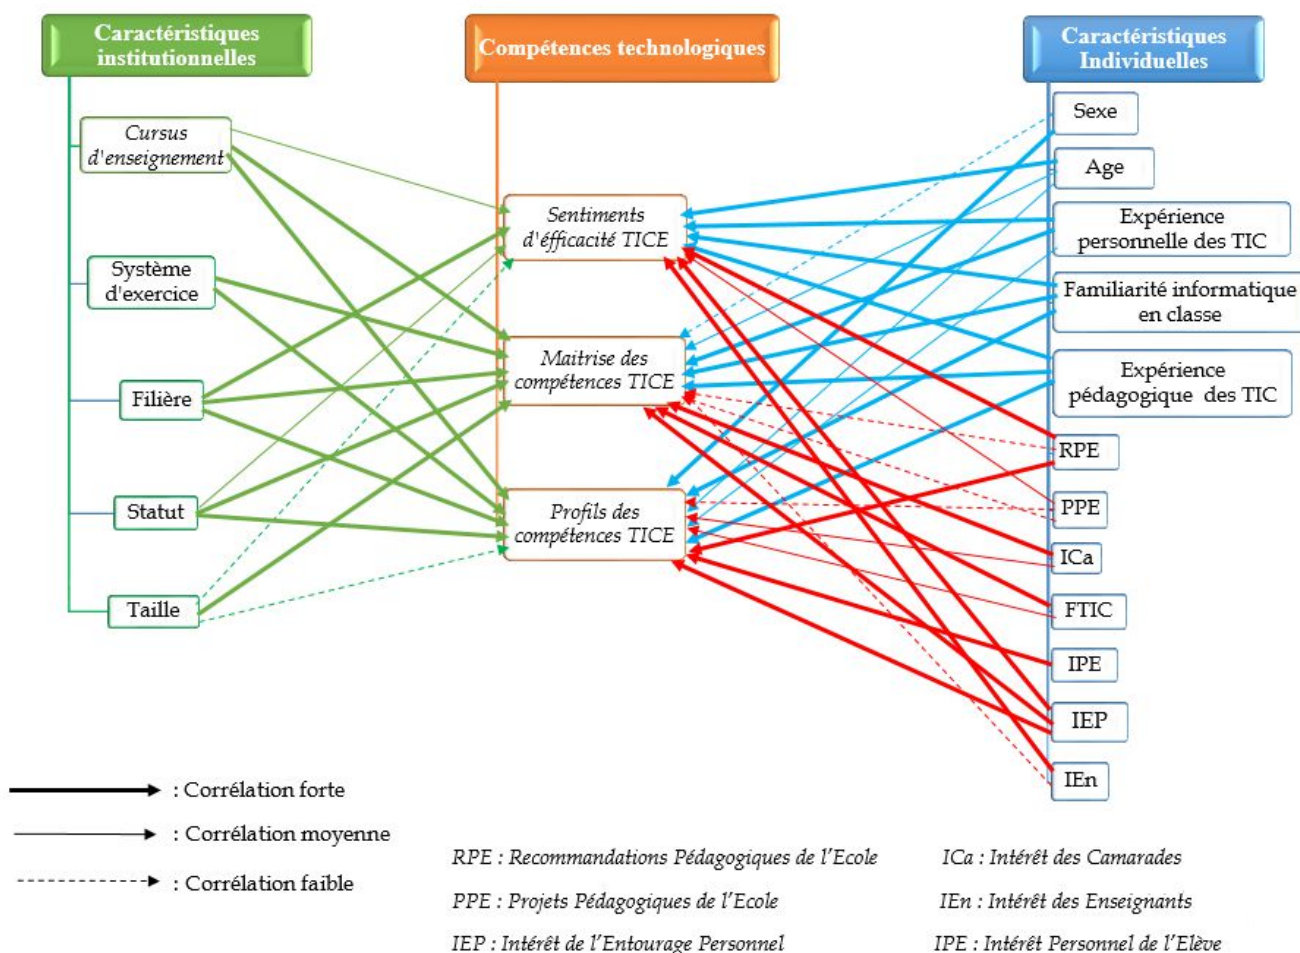 Caractéristiques
institutionnelles
Compétences technologiques
Caractéristiques
Individuelles
Cursus
d'enseignement
Système
d'exercice
Filière
Statut
Taille
Sentiments
d'éfficacité TICE
Maitrise des
compétences TICE
Profils des
compétences TICE
Sexe
Age
Expérience
personnelle des TIC
Familiarité informatique
en classe
Expérience
pédagogique des TIC
RPE
PPE
ICa
FTIC
IPE
IEP
IEn
: Corrélation forte
: Corrélation moyenne
: Corrélation faible
RPE : Recommandations Pédagogiques de l'Ecole
PPE : Projets Pédagogiques de l'Ecole
IEP : Intérêt de l'Entourage Personnel
ICa : Intérêt des Camarades
IEn : Intérêt des Enseignants
IPE : Intérêt Personnel de l'Elève